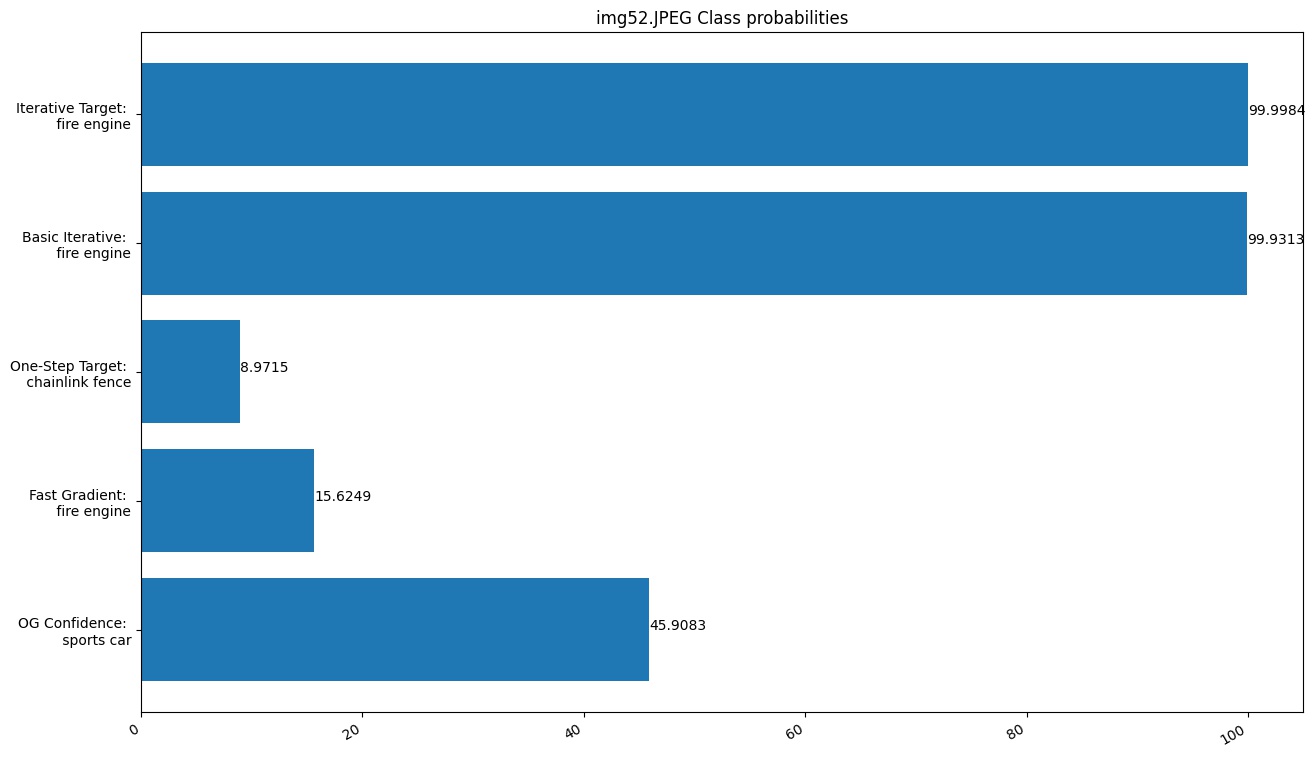 img52.JPEG Class probabilities
Iterative Target:
fire engine
99.9984
Basic Iterative:
fire engine
99.9313
One-Step Target:
chainlink fence
8.9715
Fast Gradient:
fire engine
15.6249
OG Confidence:
sports car
45.9083
0
20
40
60
80
100